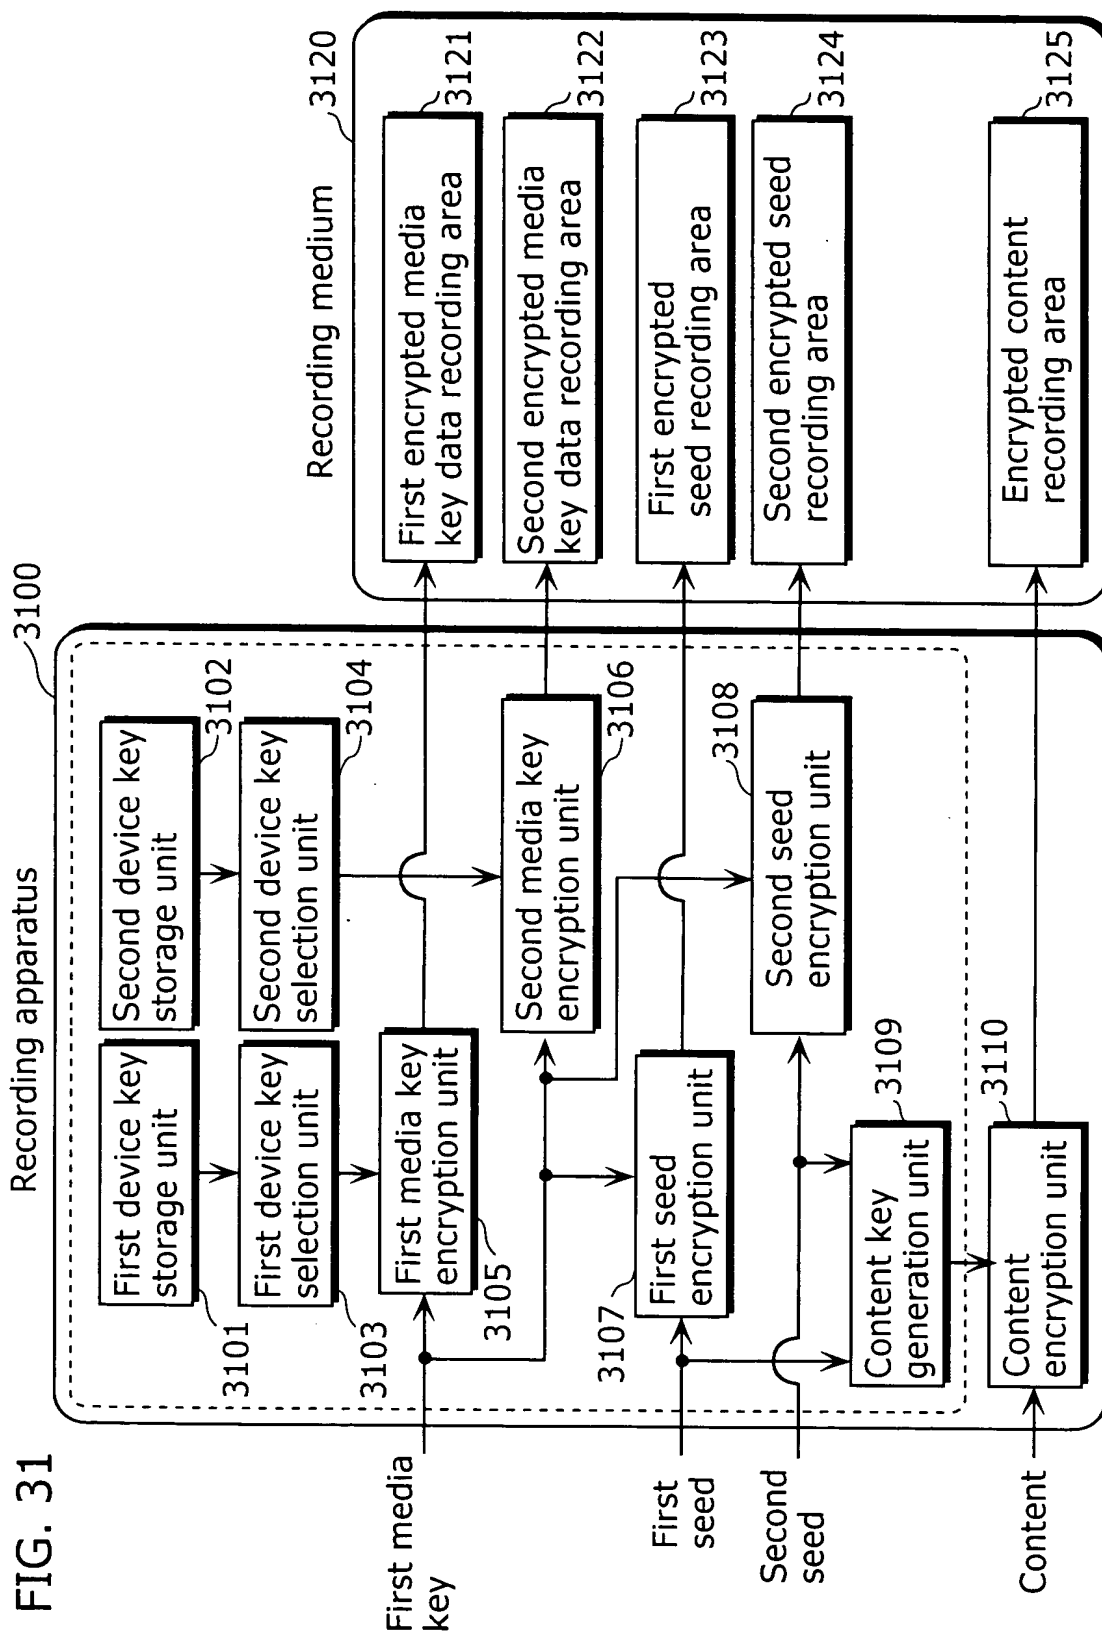 FIG. 31
Recording apparatus
3100
First device key
storage unit
3101
Second device key
storage unit
3102
First device key
selection unit
3103
Second device key
selection unit
3104
First media
key
First media key
encryption unit
3105
Second media key
encryption unit
3106
First
seed
3107
First seed
encryption unit
Second
seed
3108
Second seed
encryption unit
Content key
generation unit
3109
Content
Content
encryption unit
3110
Recording medium
3120
First encrypted media
key data recording area
3121
Second encrypted media
key data recording area
3122
First encrypted
seed recording area
3123
Second encrypted seed
recording area
3124
Encrypted content
recording area
3125